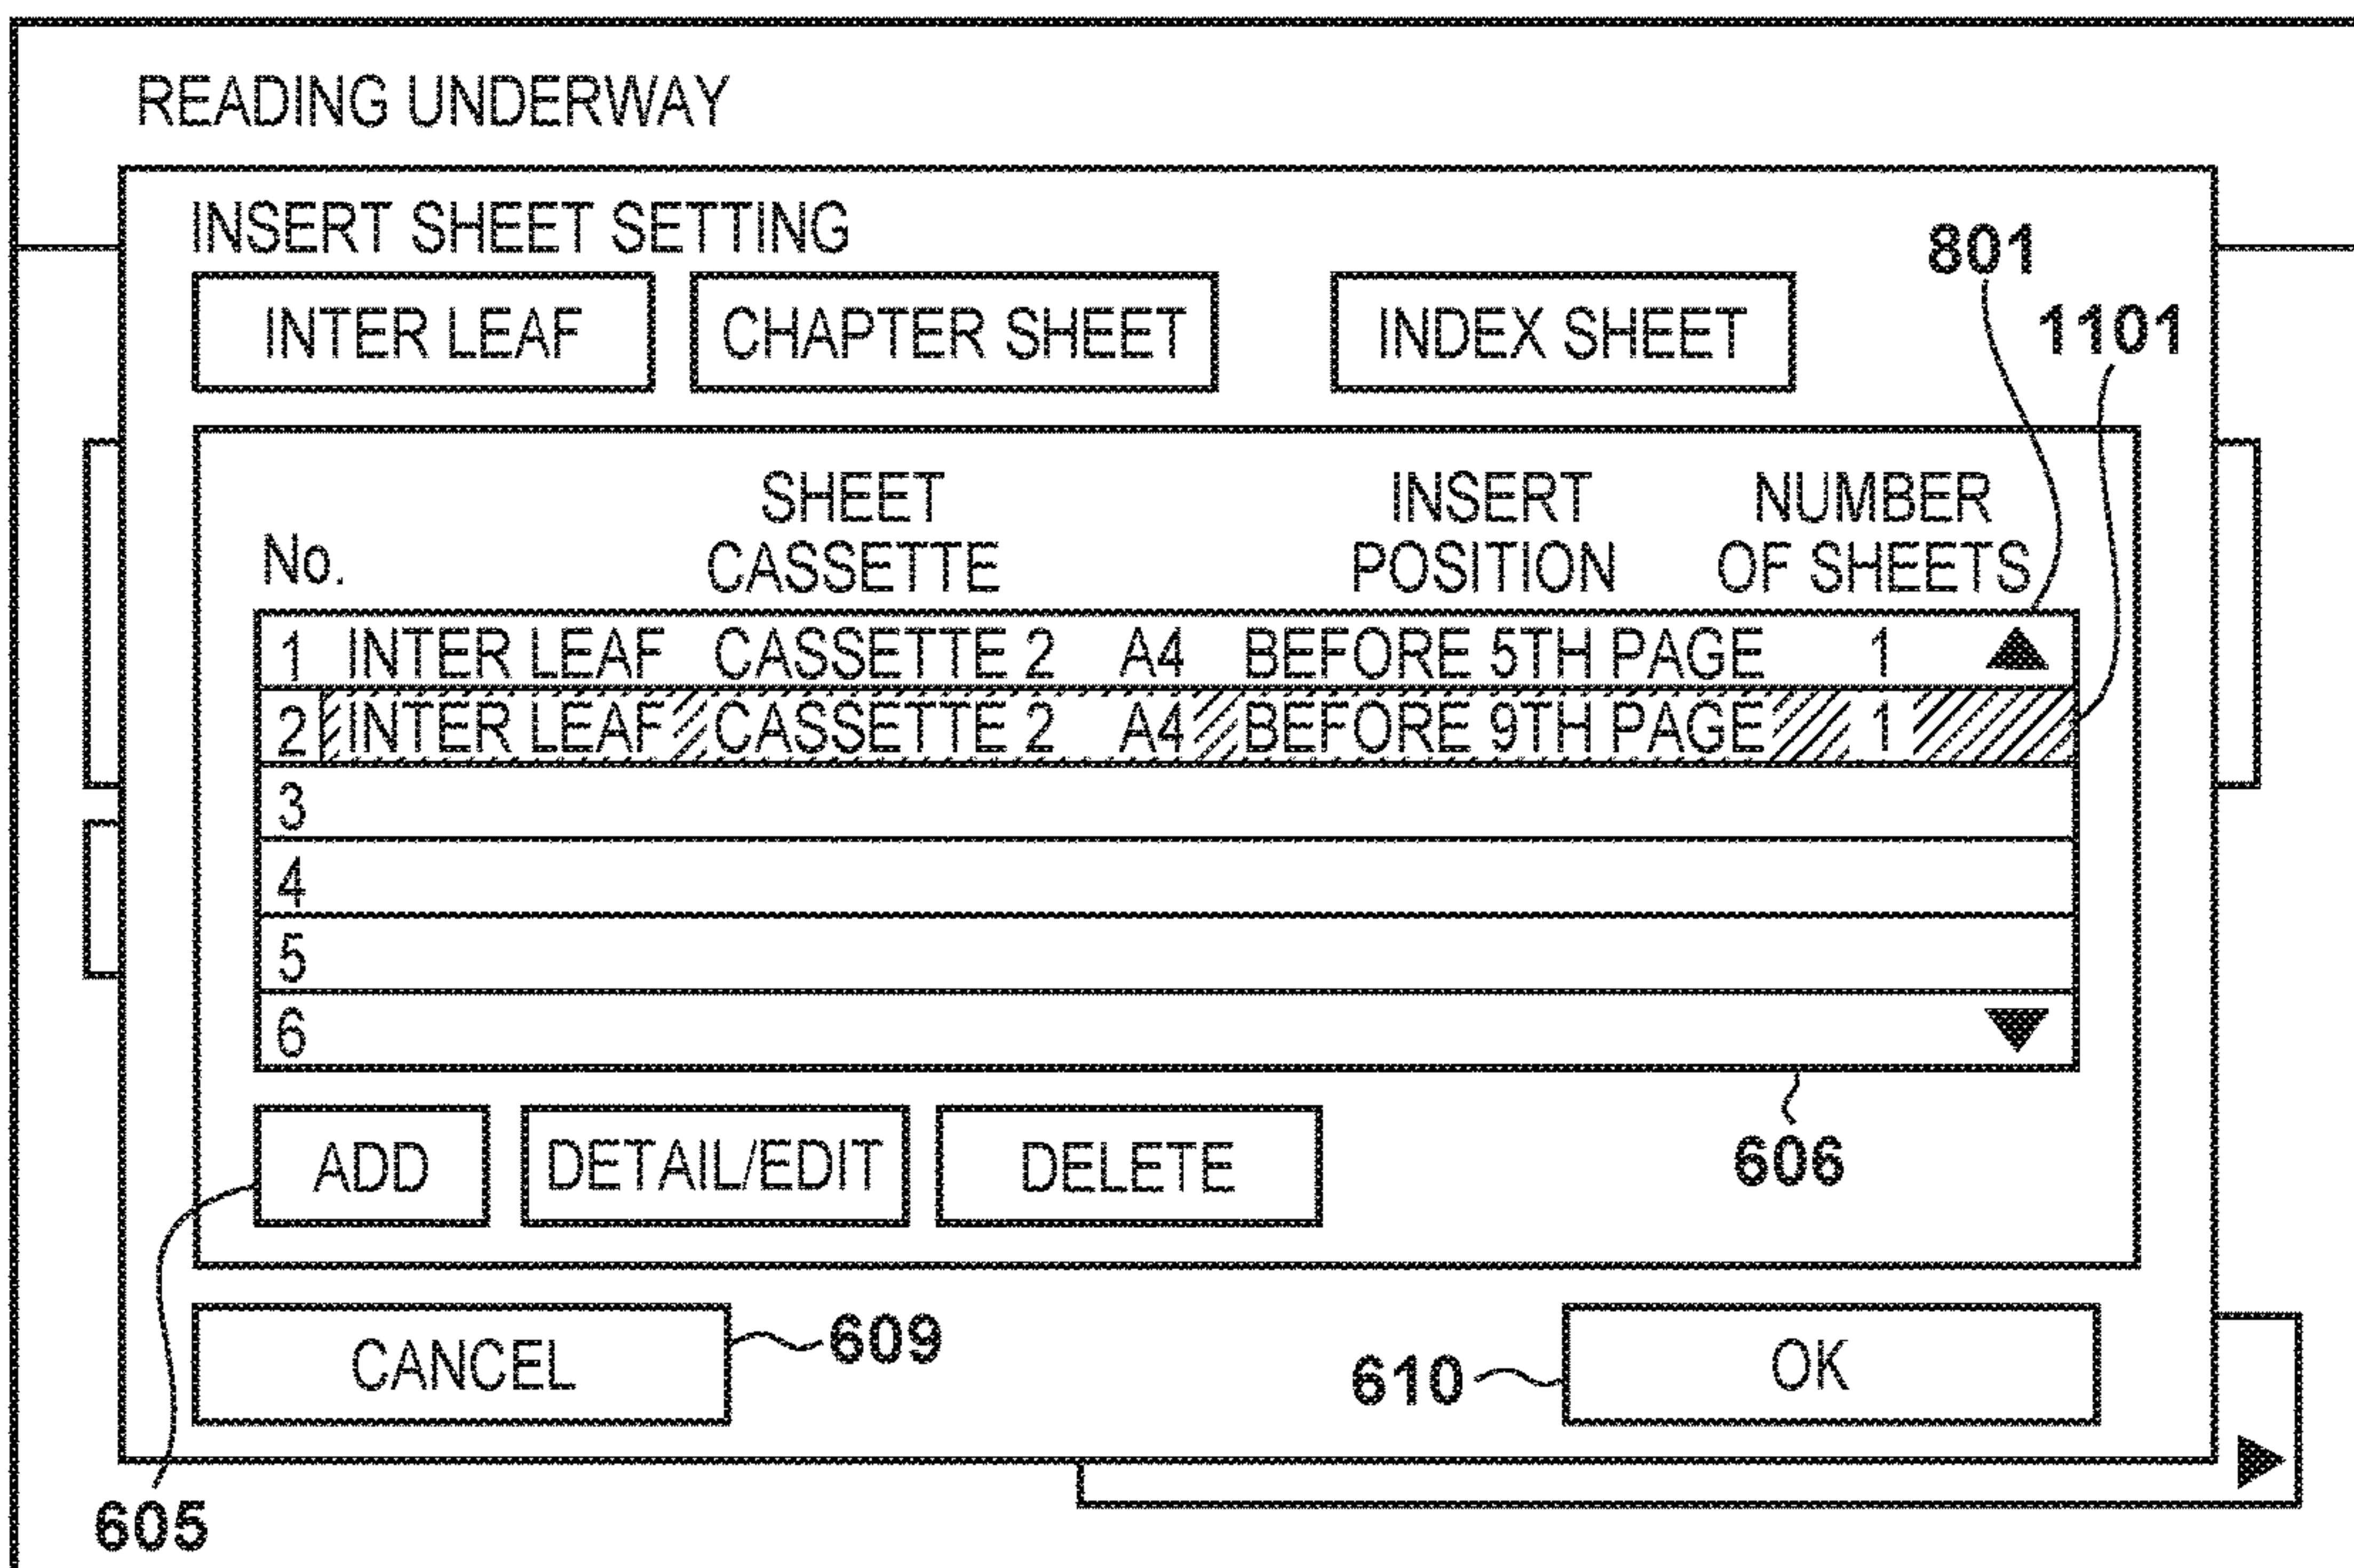 READING UNDERWAY
INSERT SHEET SETTING
801
INTER LEAF CHAPTER SHEET INDEX SHEET
1101
SHEET INSERT NUMBER
No. CASSETTE POSITION OF SHEETS
1 INTER LEAF CASSETTE 2 A4 BEFORE 5TH PAGE 1
2 INTER LEAF CASSETTE 2 A4 BEFORE 9TH PAGE 1
3
4
5
6
ADD DETAIL/EDIT DELETE
606
CANCEL 609 610 OK
605